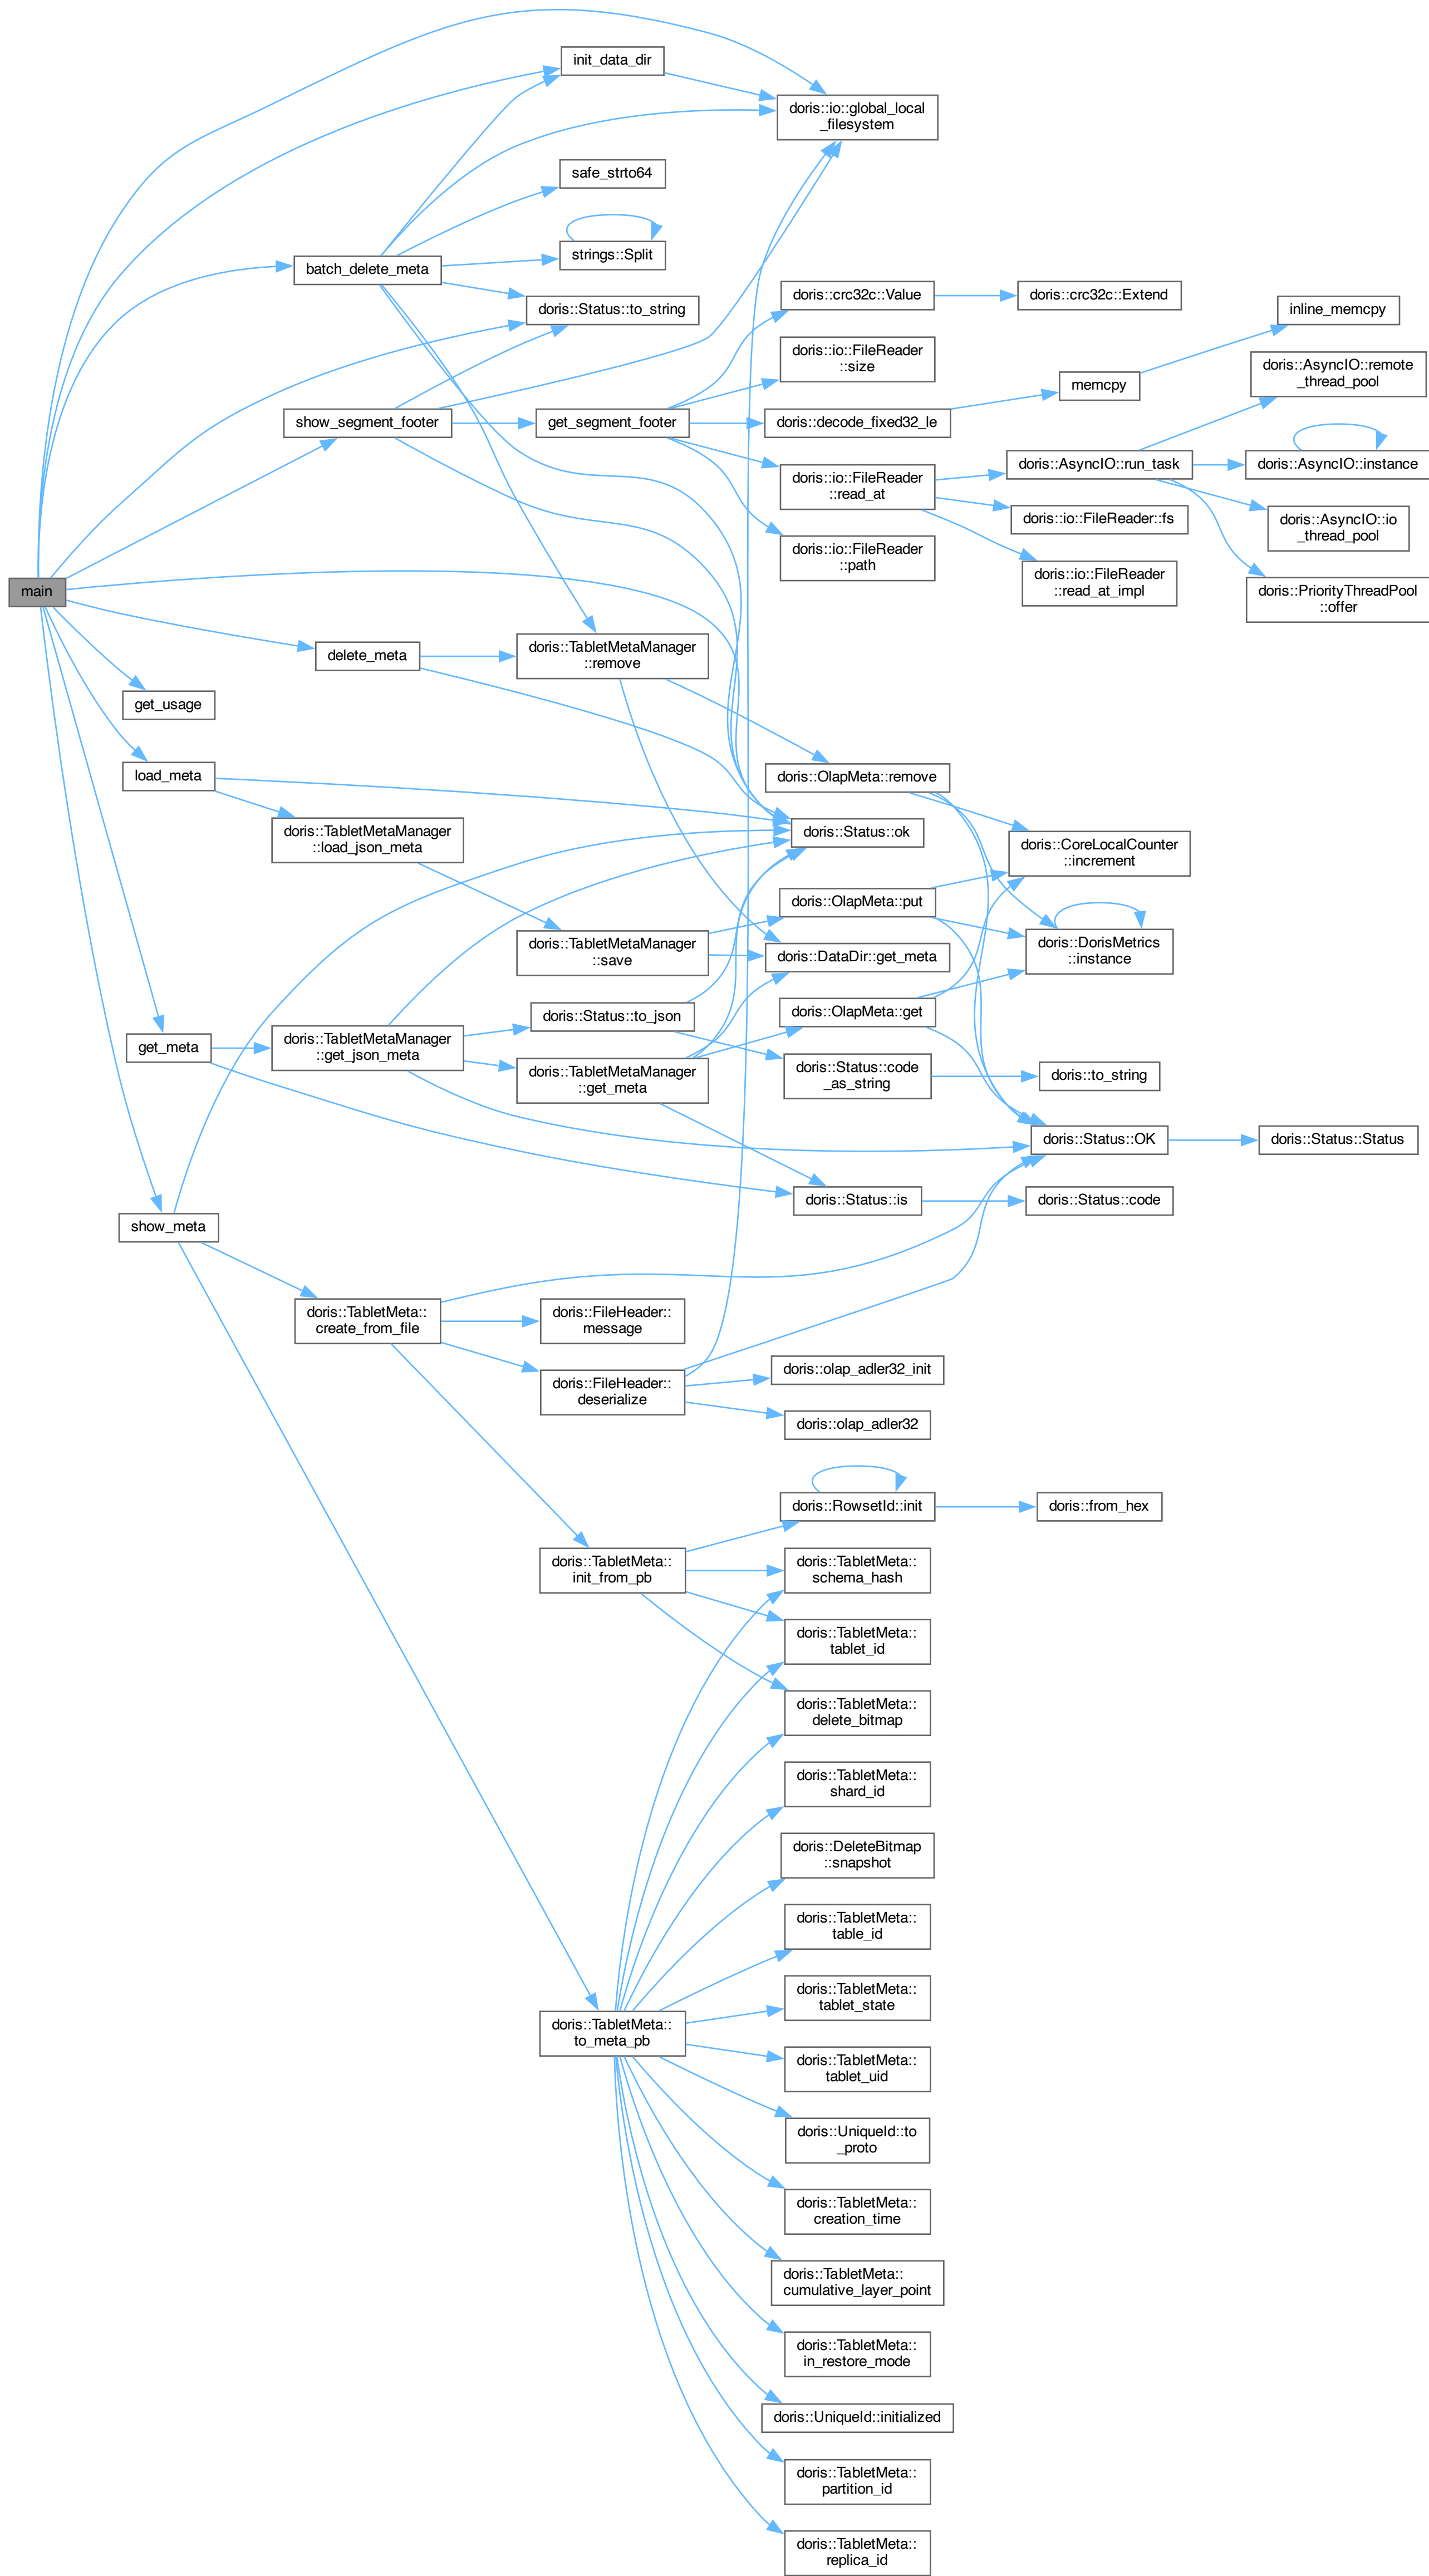 init_data_dir
doris::io::global_local
_filesystem
safe_strto64
strings::Split
batch_delete_meta
doris::Status::to_string
doris::crc32c::Value
doris::crc32c::Extend
inline_memcpy
doris::io::FileReader
::size
memcpy
doris::AsyncIO::remote
_thread_pool
show_segment_footer
get_segment_footer
doris::decode_fixed32_le
doris::AsyncIO::run_task
doris::AsyncIO::instance
doris::io::FileReader
::read_at
doris::io::FileReader::fs
doris::AsyncIO::io
_thread_pool
doris::io::FileReader
::path
doris::io::FileReader
::read_at_impl
doris::PriorityThreadPool
::offer
main
delete_meta
doris::TabletMetaManager
::remove
get_usage
load_meta
doris::OlapMeta::remove
doris::TabletMetaManager
::load_json_meta
doris::Status::ok
doris::CoreLocalCounter
::increment
doris::OlapMeta::put
doris::TabletMetaManager
::save
doris::DataDir::get_meta
doris::DorisMetrics
::instance
doris::Status::to_json
doris::OlapMeta::get
get_meta
doris::TabletMetaManager
::get_json_meta
doris::TabletMetaManager
::get_meta
doris::Status::code
_as_string
doris::to_string
doris::Status::OK
doris::Status::Status
doris::Status::is
doris::Status::code
show_meta
doris::TabletMeta::
create_from_file
doris::FileHeader::
message
doris::FileHeader::
deserialize
doris::olap_adler32_init
doris::olap_adler32
doris::RowsetId::init
doris::from_hex
doris::TabletMeta::
init_from_pb
doris::TabletMeta::
schema_hash
doris::TabletMeta::
tablet_id
doris::TabletMeta::
delete_bitmap
doris::TabletMeta::
shard_id
doris::DeleteBitmap
::snapshot
doris::TabletMeta::
table_id
doris::TabletMeta::
tablet_state
doris::TabletMeta::
to_meta_pb
doris::TabletMeta::
tablet_uid
doris::UniqueId::to
_proto
doris::TabletMeta::
creation_time
doris::TabletMeta::
cumulative_layer_point
doris::TabletMeta::
in_restore_mode
doris::UniqueId::initialized
doris::TabletMeta::
partition_id
doris::TabletMeta::
replica_id